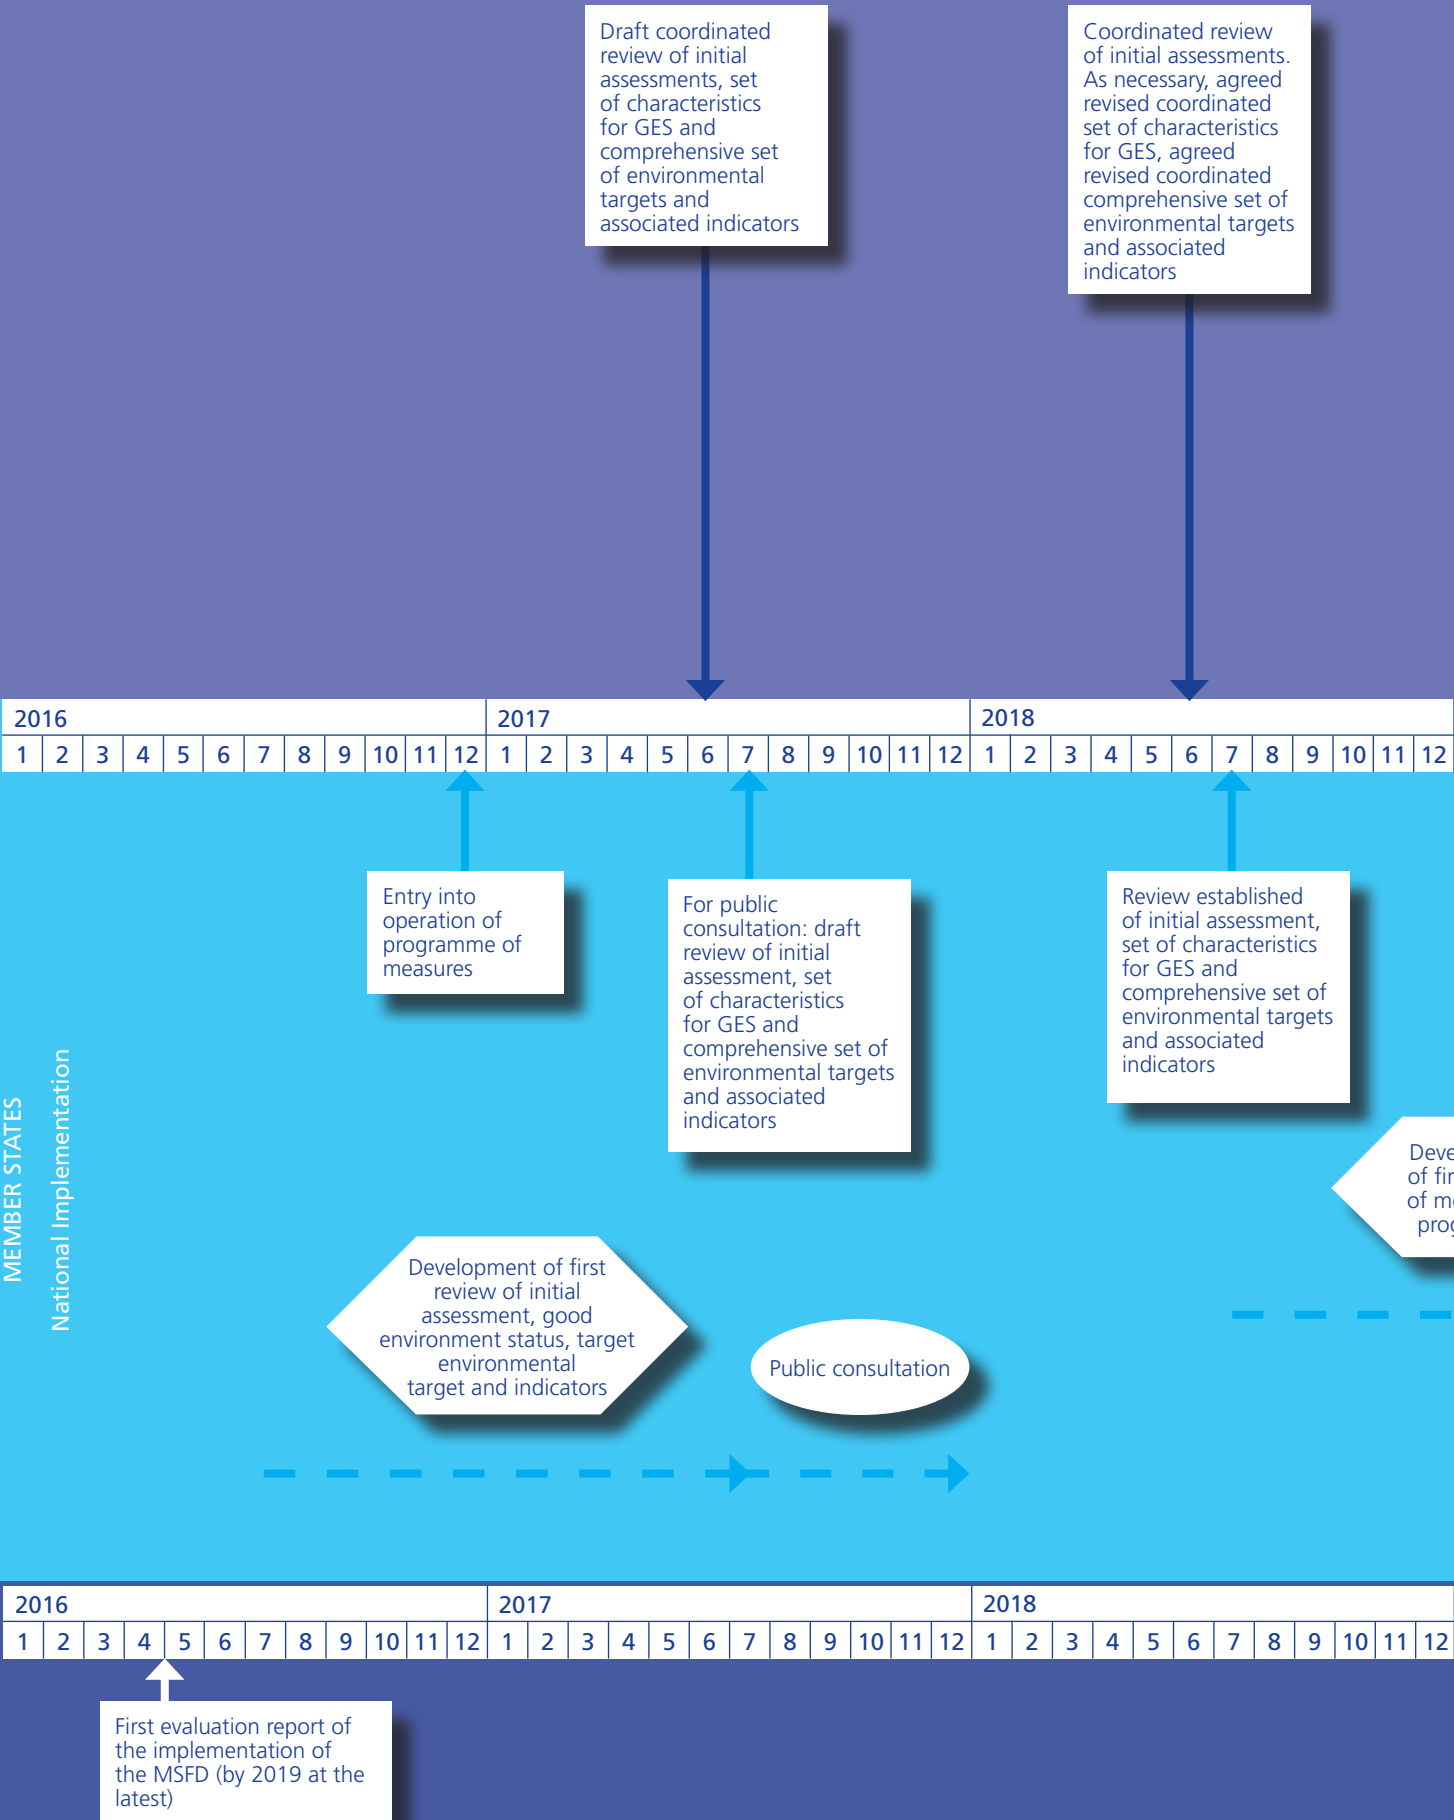 Draft coordinated
review of initial
assessments, set
of characteristics
for GES and
comprehensive set
of environmental
targets and
associated indicators
Coordinated review
of initial assessments.
As necessary, agreed
revised coordinated
set of characteristics
for GES, agreed
revised coordinated
comprehensive set of
environmental targets
and associated
indicators
2016 2017 2018
1 2 3 4 5 6 7 8 9 10 11 12 1 2 3 4 5 6 7 8 9 10 11 12 1 2 3 4 5 6 7 8 9 10 11 12
Entry into
operation of
programme of
measures
For public
consultation: draft
review of initial
assessment, set
of characteristics
for GES and
comprehensive set of
environmental targets
and associated
indicators
Review established
of initial assessment,
set of characteristics
for GES and
comprehensive set of
environmental targets
and associated
indicators
MEMBER STATES
National Implementation
Development of first
review of initial
assessment, good
environment status, target
environmental
target and indicators
Public consultation
Deve
of fir
of m
prog
2016 2017 2018
1 2 3 4 5 6 7 8 9 10 11 12 1 2 3 4 5 6 7 8 9 10 11 12 1 2 3 4 5 6 7 8 9 10 11 12
First evaluation report of
the implementation of
the MSFD (by 2019 at the
latest)